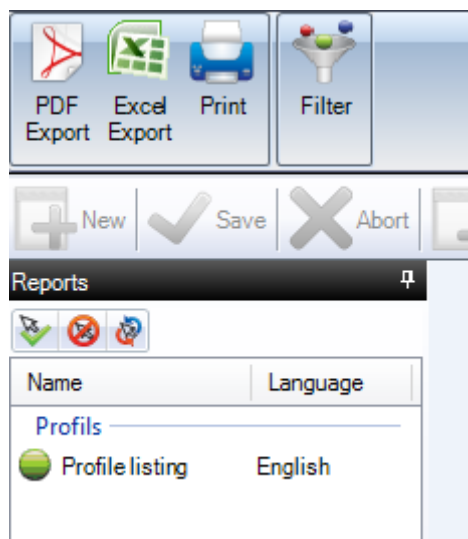 PDF Export
Excel Export
Print
Filter
New
Save
Abort
Reports
Name Language
Profils
Profile listing English